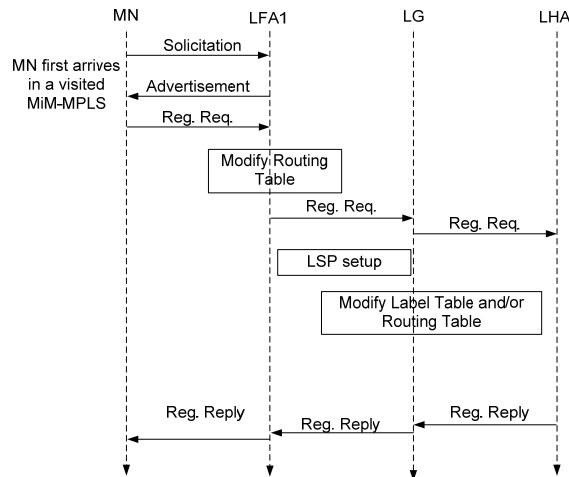 MN LFA1 LG LHA
Solicitation
MN first arrives
in a visited
MiM-MPLS
Advertisement
Reg. Req.
Modify Routing
Table
Reg. Req.
Reg. Req.
LSP setup
Modify Label Table and/or
Routing Table
Reg. Reply
Reg. Reply
Reg. Reply